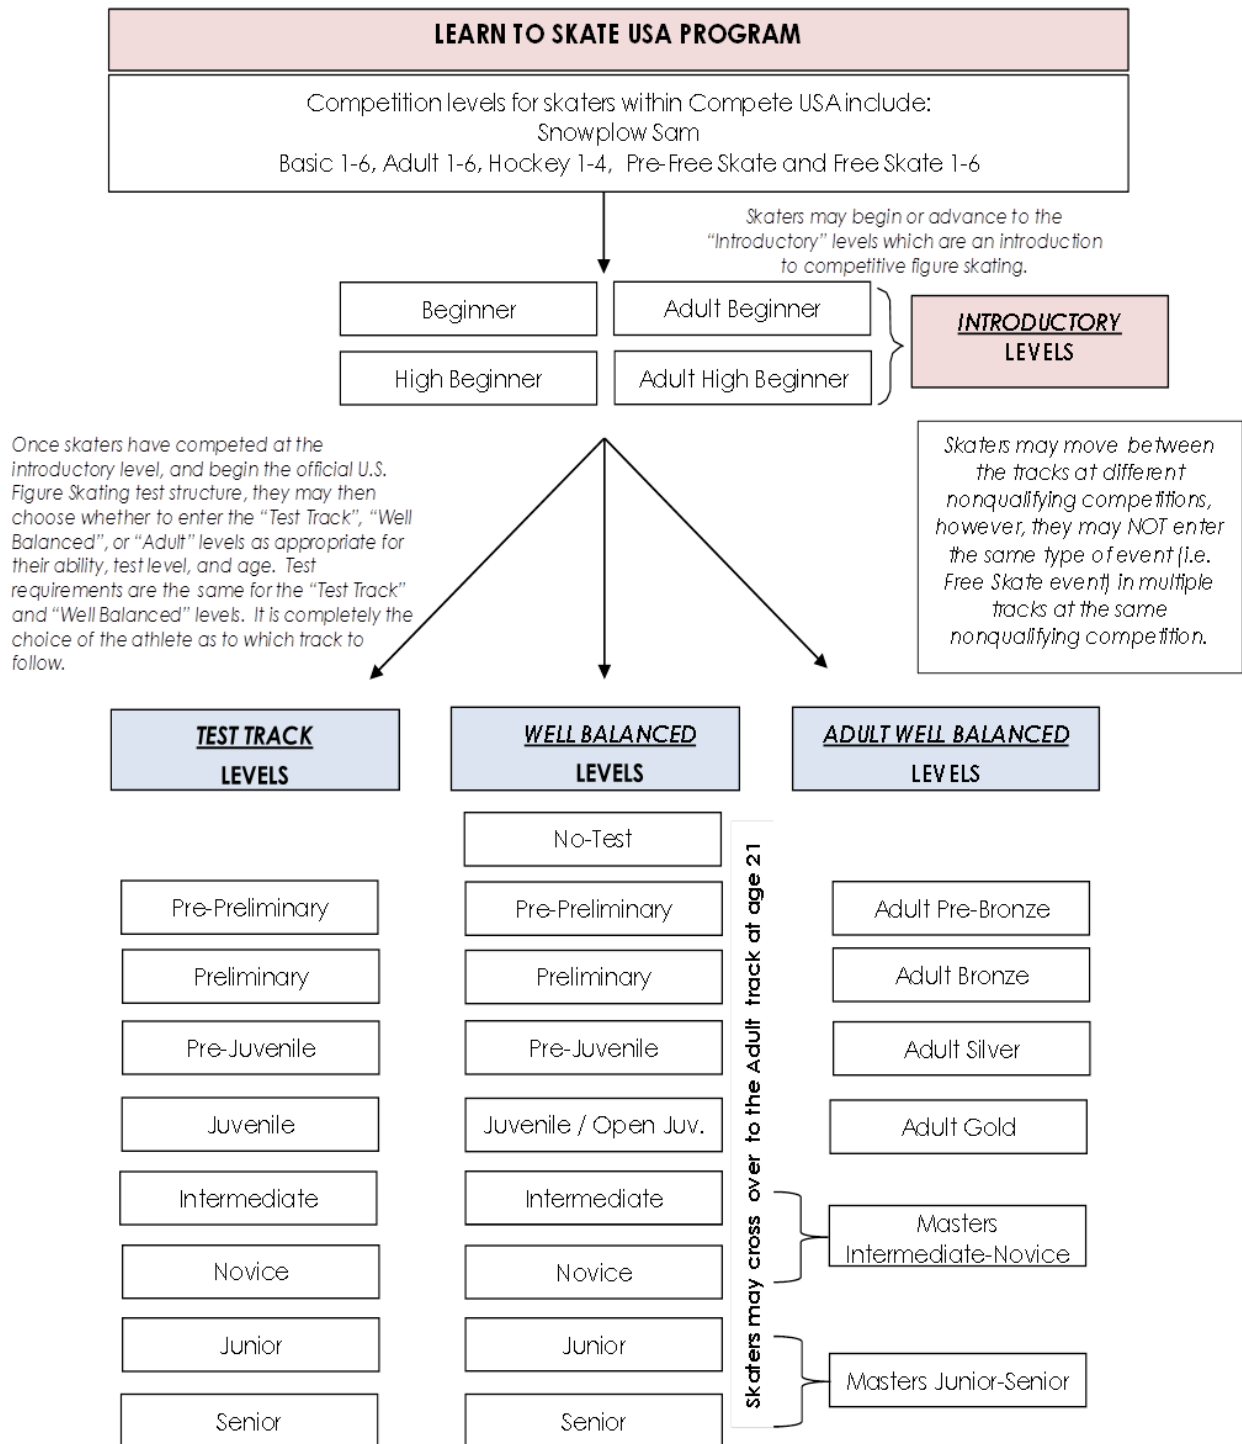 LEARN TO SKATE USA PROGRAM
Competition levels for skaters within Compete USA include:
Snowplow Sam
Basic 1-6, Adult 1-6, Hockey 1-4, Pre-Free Skate and Free Skate 1-6
Skaters may begin or advance to the
“Introductory” levels which are an introduction
to competitive figure skating.
Beginner
Adult Beginner
High Beginner
Adult High Beginner
INTRODUCTORY
LEVELS
Once skaters have competed at the
introductory level, and begin the official U.S.
Figure Skating test structure, they may then
choose whether to enter the “Test Track”, “Well
Balanced”, or “Adult” levels as appropriate for
their ability, test level, and age. Test
requirements are the same for the “Test Track”
and “Well Balanced” levels. It is completely the
choice of the athlete as to which track to
follow.
Skaters may move between
the tracks at different
nonqualifying competitions,
however, they may NOT enter
the same type of event (i.e.
Free Skate event) in multiple
tracks at the same
nonqualifying competition.
TEST TRACK
LEVELS
Pre-Preliminary
Preliminary
Pre-Juvenile
Juvenile
Intermediate
Novice
Junior
Senior
WELL BALANCED
LEVELS
No-Test
Pre-Preliminary
Preliminary
Pre-Juvenile
Juvenile / Open Juv.
Intermediate
Novice
Junior
Senior
Skaters may cross over to the Adult track at age 21
ADULT WELL BALANCED
LEVELS
Adult Pre-Bronze
Adult Bronze
Adult Silver
Adult Gold
Masters
Intermediate-Novice
Masters Junior-Senior